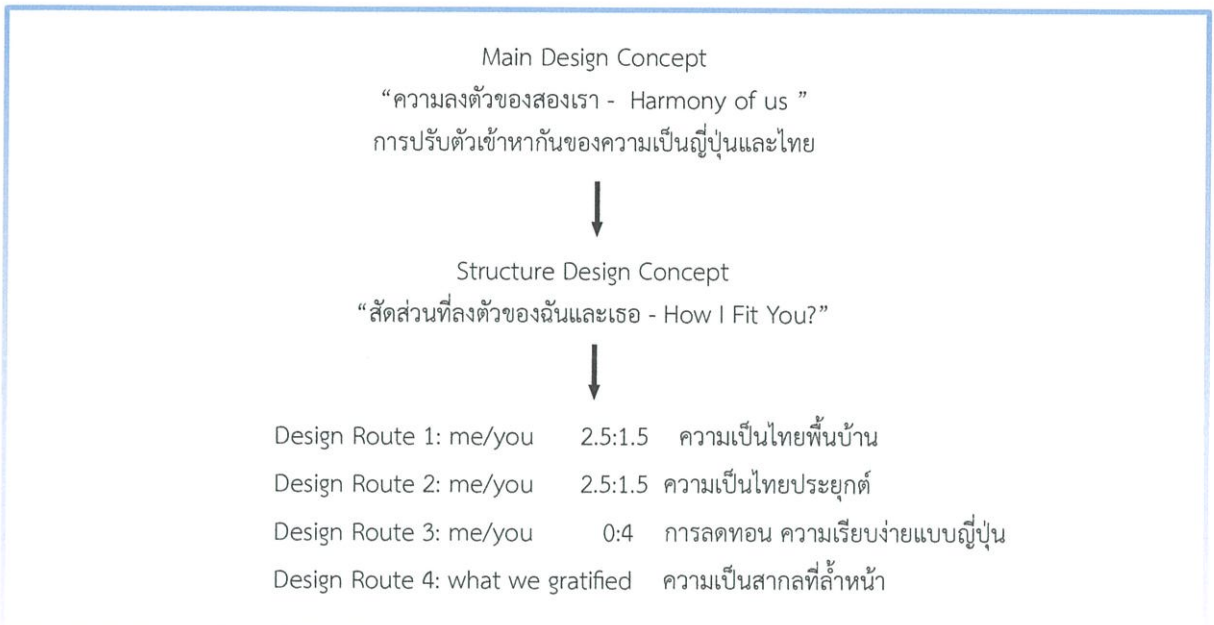 Main Design Concept
“ความลงตัวของสองเรา - Harmony of us ”
การปรับตัวเข้าหากันของความเป็นญี่ปุ่นและไทย
Structure Design Concept
“สัดส่วนที่ลงตัวของฉันและเธอ - How I Fit You?”
Design Route 1: me/you 2.5:1.5 ความเป็นไทยพื้นบ้าน
Design Route 2: me/you 2.5:1.5 ความเป็นไทยประยุกต์
Design Route 3: me/you 0:4 การลดทอน ความเรียบง่ายแบบญี่ปุ่น
Design Route 4: what we gratified ความเป็นสากลที่ล้ำหน้า